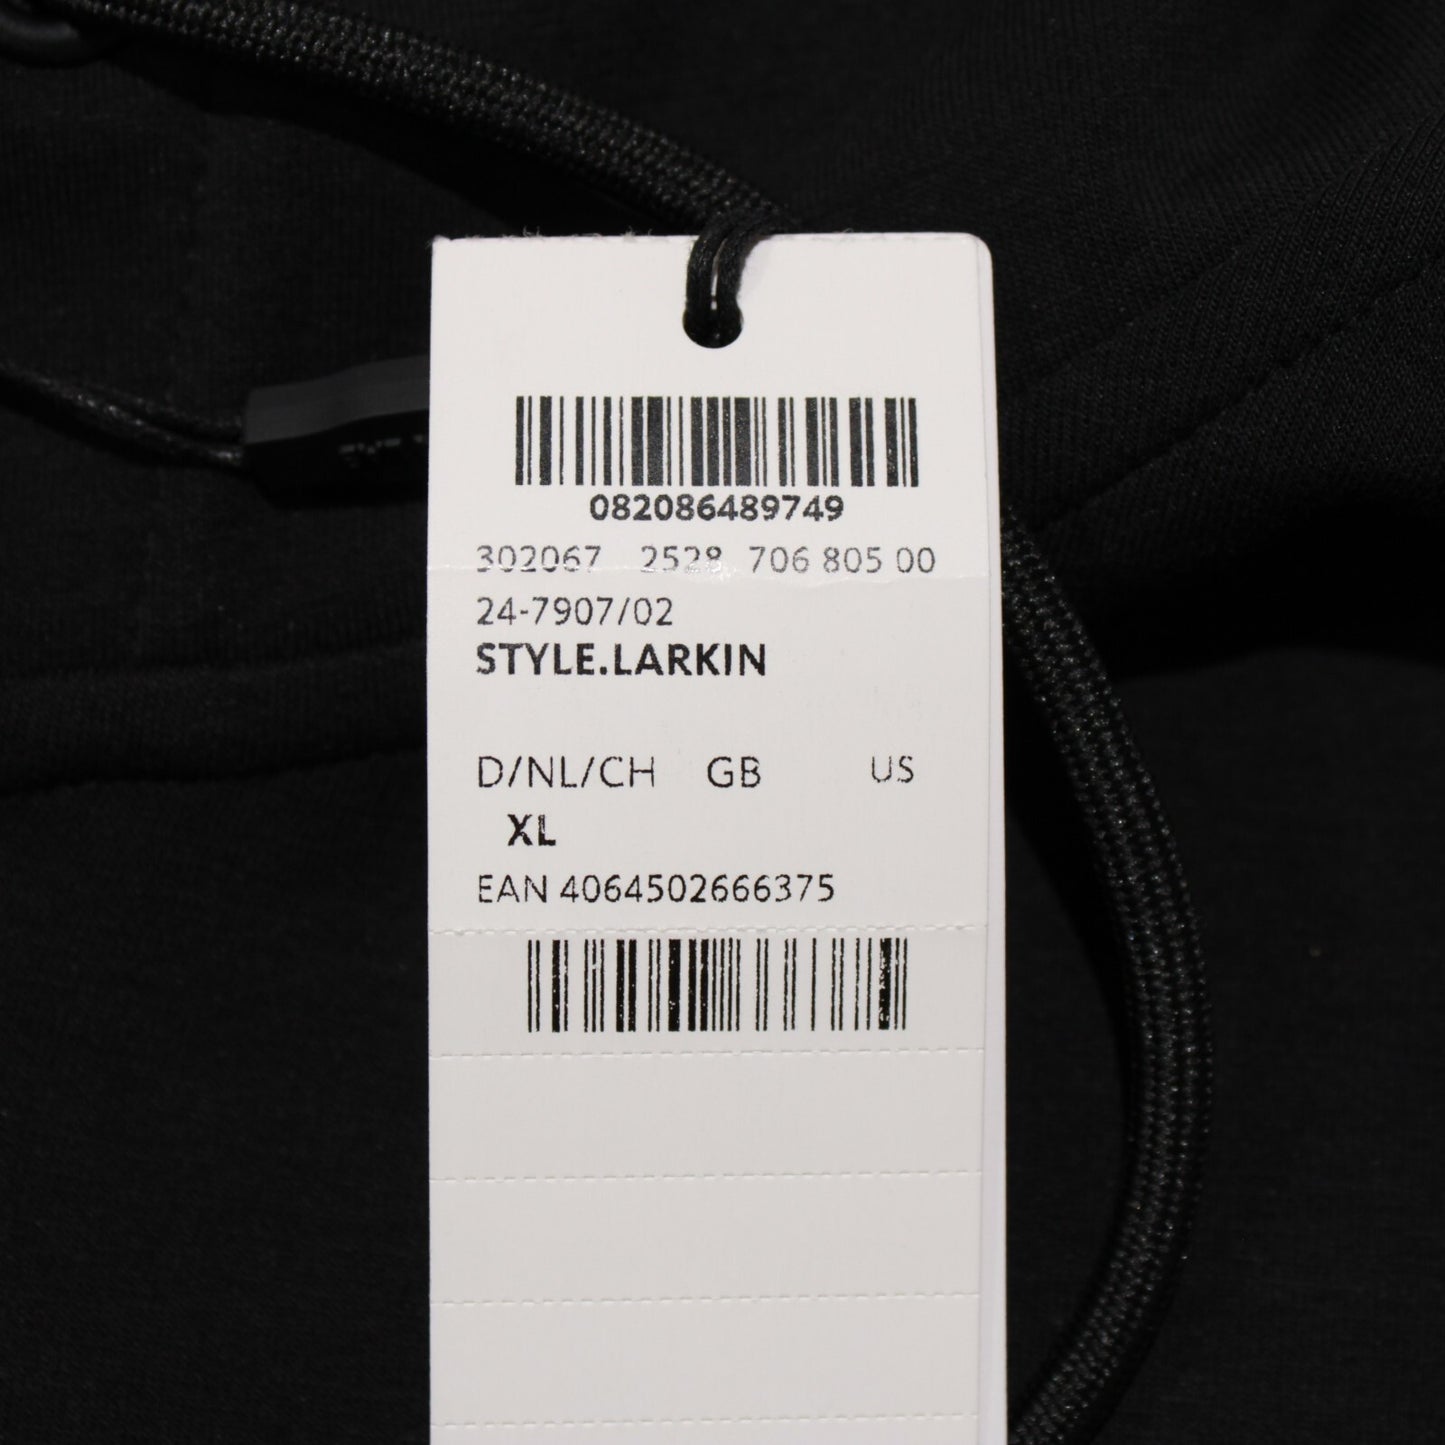 082086489749
302067 2528 706 805 00
24-7907/02
STYLE.LARKIN
D/NL/CH GB US
XL
EAN 4064502666375